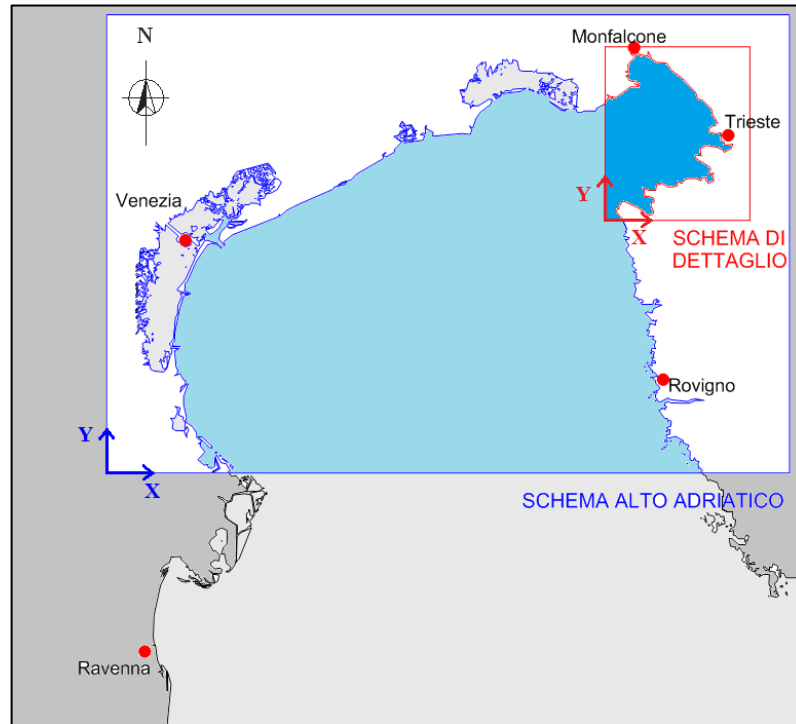 N
Monfalcone
Trieste
Venezia
Y
X
SCHEMA DI
DETTAGLIO
Rovigno
Y
X
SCHEMA ALTO ADRIATICO
Ravenna